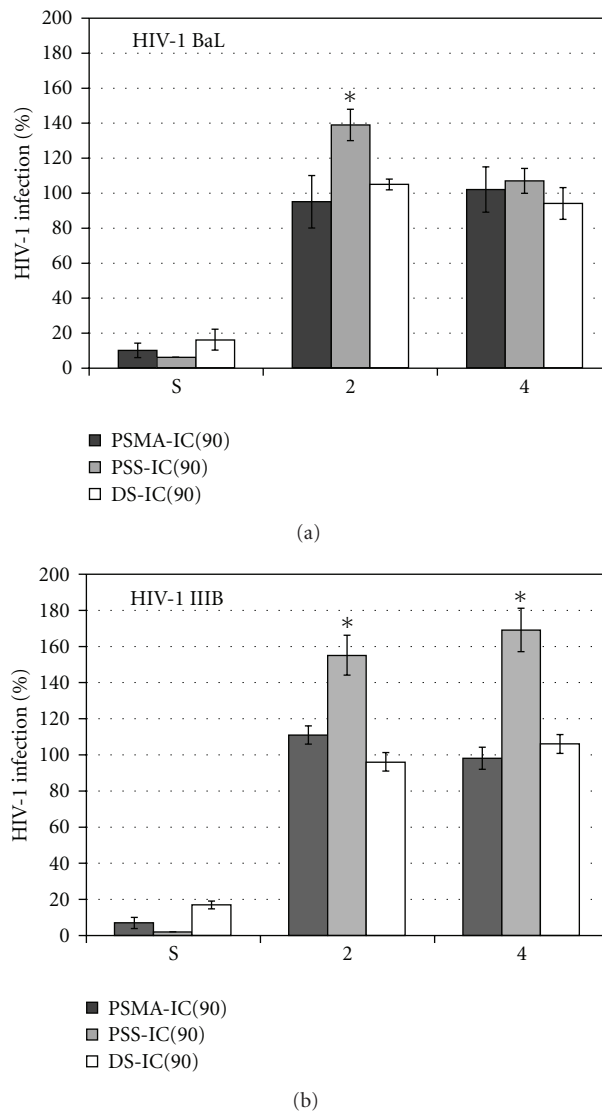 200
HIV-1 BaL
180
160
140
*
120
100
80
60
40
20
0
HIV-1 infection (%)
S 2 4
PSMA-IC(90)
PSS-IC(90)
DS-IC(90)
(a)
200
HIV-1 IIIB
180
*
160
*
140
120
100
80
60
40
20
0
HIV-1 infection (%)
S 2 4
PSMA-IC(90)
PSS-IC(90)
DS-IC(90)
(b)